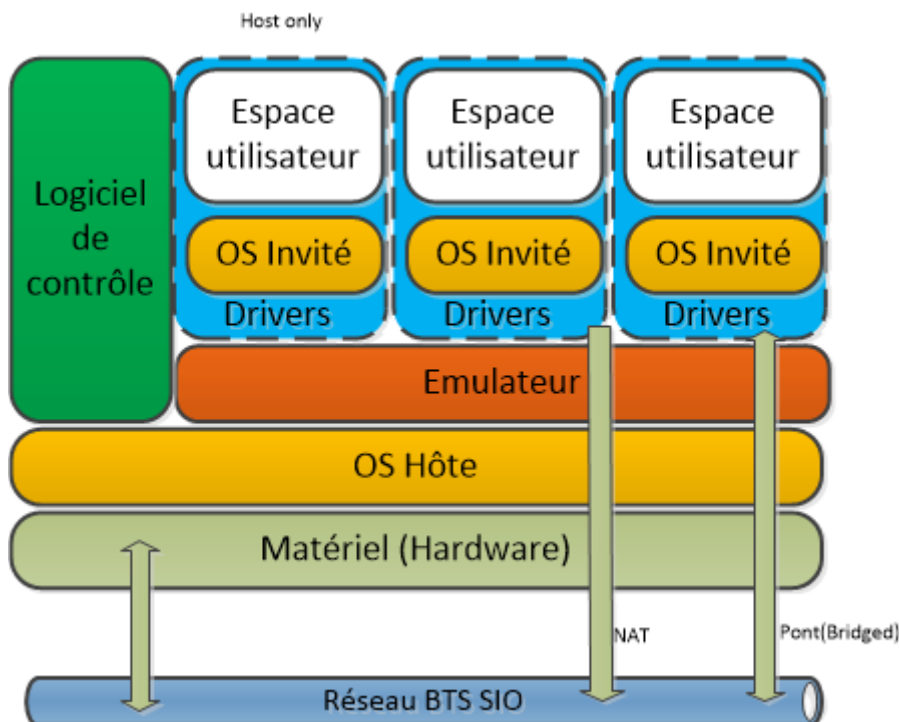 Host only
Logiciel
de
contrôle
Espace
utilisateur
OS Invité
Drivers
Espace
utilisateur
OS Invité
Drivers
Espace
utilisateur
OS Invité
Drivers
Emulateur
OS Hôte
Matériel (Hardware)
NAT
Pont(Bridged)
Réseau BTS SIO